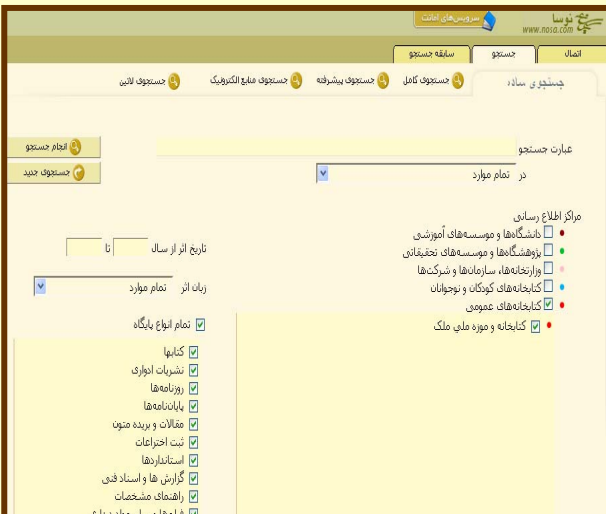 نوسا
www.nosa.com
سرویس‌های امانت
اتصال
جستجو
سابقه جستجو
جستجوی ساده
جستجوی کامل
جستجوی پیشرفته
جستجوی منابع الکترونیک
جستجوی لاتین
عبارت جستجو
انجام جستجو
در تمام موارد
جستجوی جدید
مراکز اطلاع رسانی
دانشگاه‌ها و موسسه‌های آموزشی
پژوهشگاه‌ها و موسسه‌های تحقیقاتی
وزارتخانه‌ها، سازمان‌ها و شرکت‌ها
کتابخانه‌های کودکان و نوجوانان
کتابخانه‌های عمومی
کتابخانه و موزه ملی ملک
تاریخ اثر از سال تا
زبان اثر تمام موارد
تمام انواع پایگاه
کتابها
نشریات ادواری
روزنامه‌ها
پایان‌نامه‌ها
مقالات و بریده متون
ثبت اختراعات
استانداردها
گزارش ها و اسناد فنی
راهنمای مشخصات